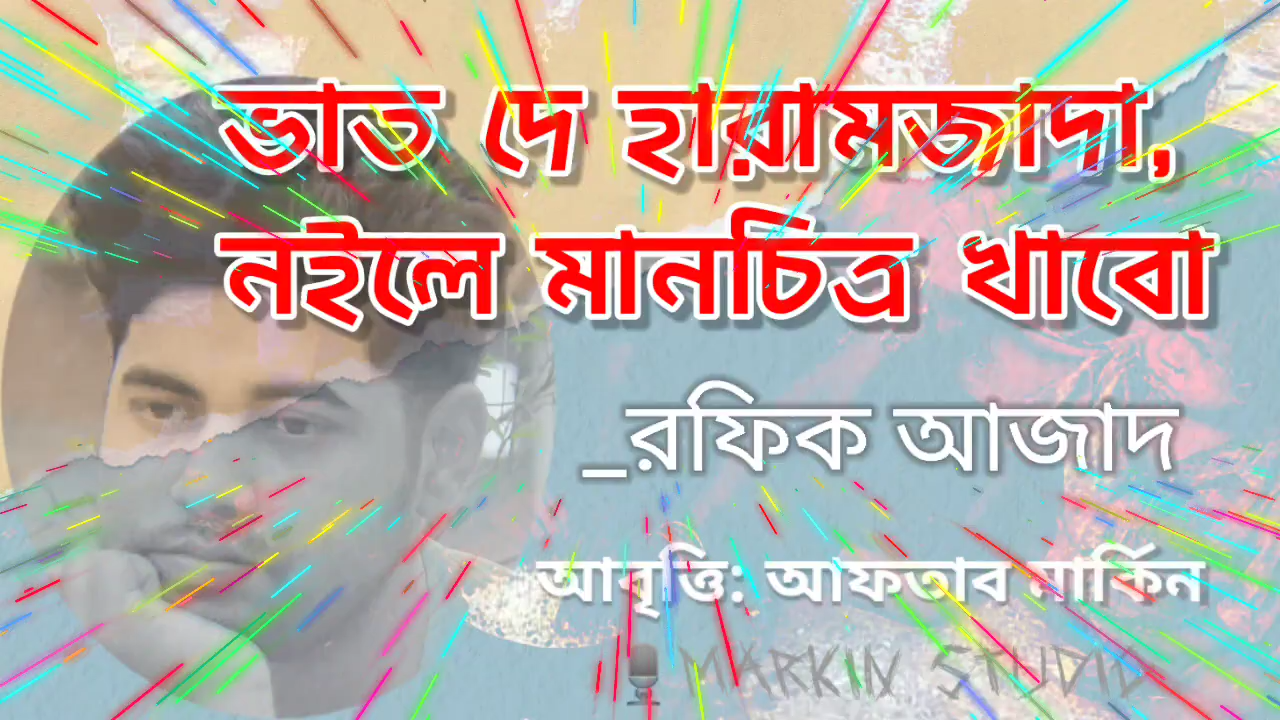 ভাত দে হারামজাদা,
নইলে মানচিত্র খাবো
_রফিক আজাদ
আবৃত্তি: আফতাব মার্কিন
MARKIN STUDIO